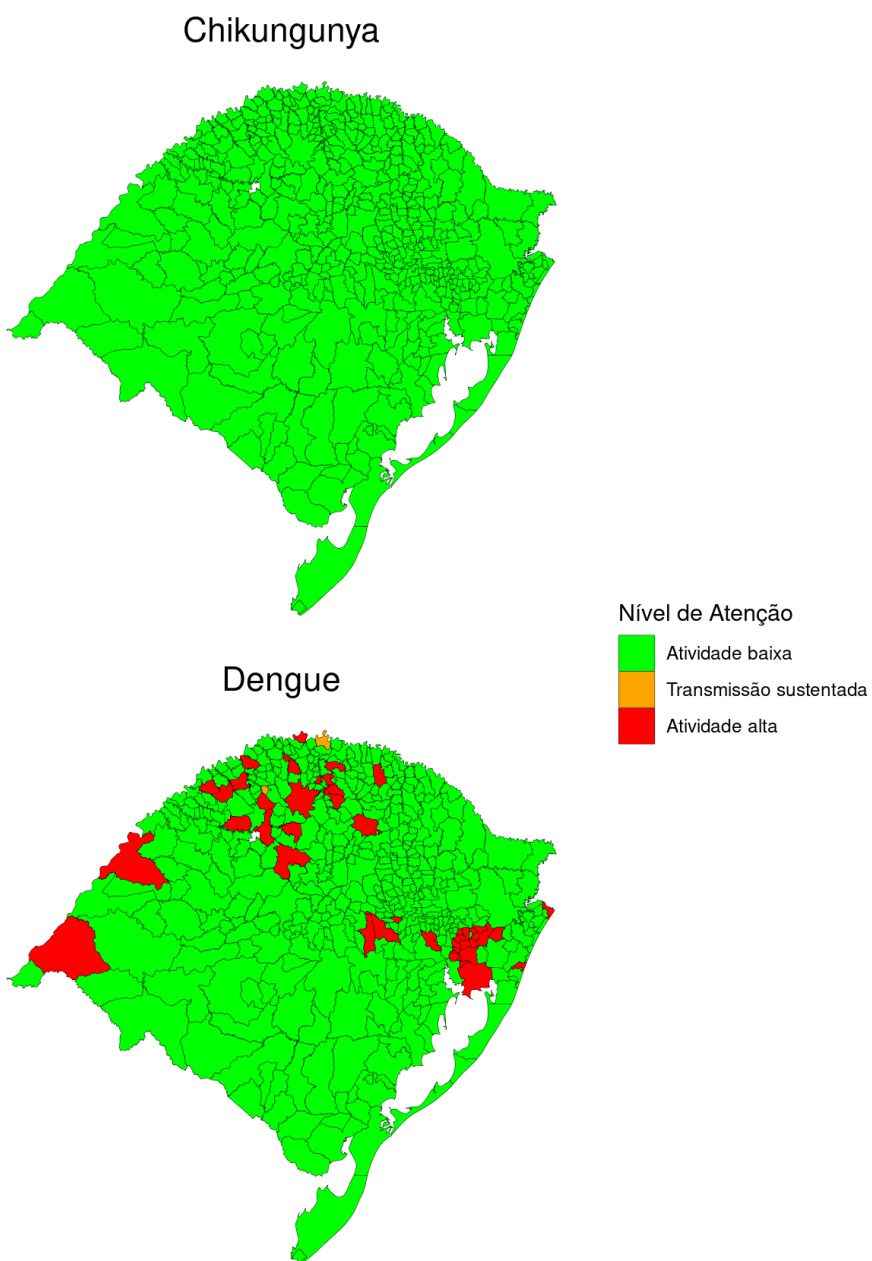 Chikungunya
Nível de Atenção
Atividade baixa
Transmissão sustentada
Atividade alta
Dengue